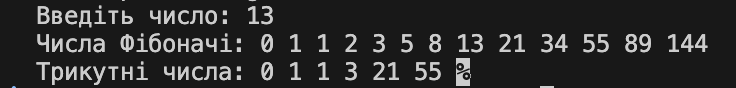 Введіть число: 13
Числа Фібоначі: 0 1 1 2 3 5 8 13 21 34 55 89 144
Трикутні числа: 0 1 1 3 21 55 %